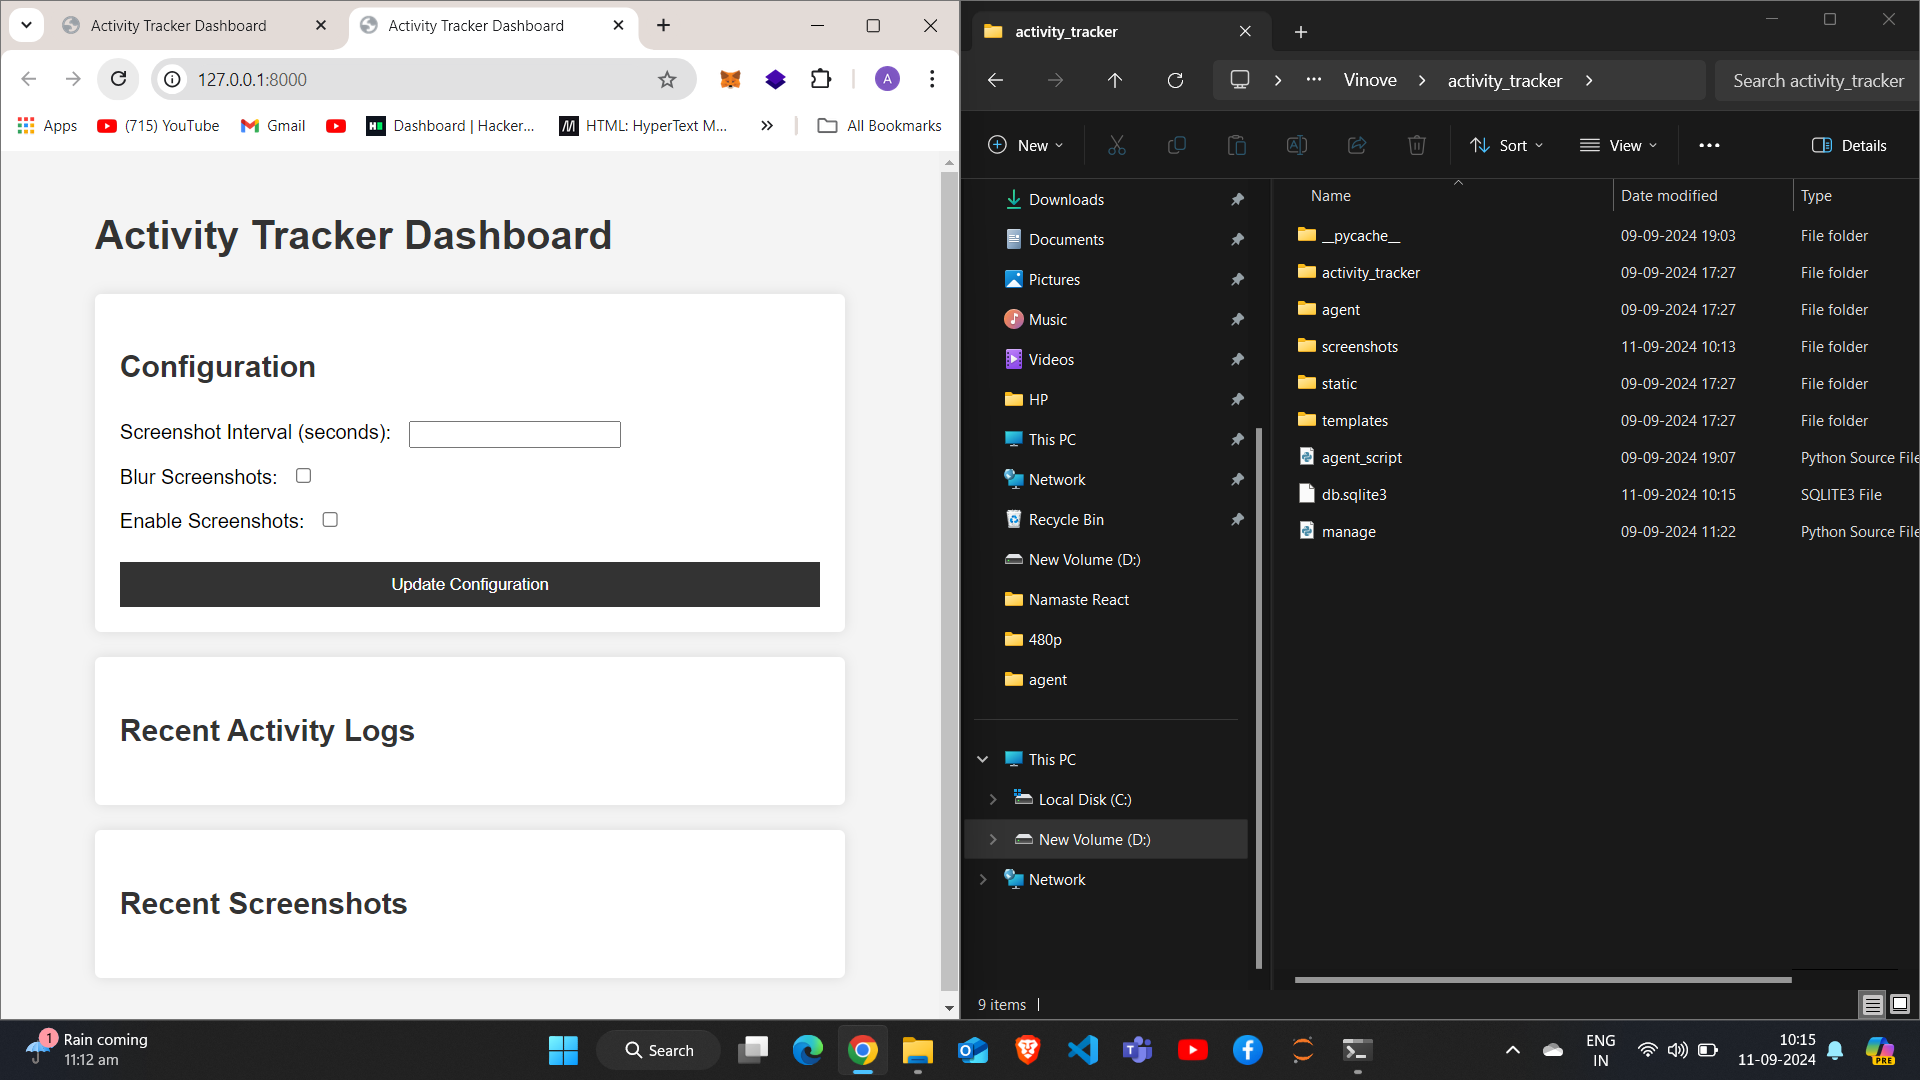 Activity Tracker Dashboard
Activity Tracker Dashboard
127.0.0.1:8000
A
Apps
(715) YouTube
Gmail
Dashboard | Hacker...
HTML: HyperText M...
All Bookmarks
Activity Tracker Dashboard
Configuration
Screenshot Interval (seconds):
Blur Screenshots:
Enable Screenshots:
Update Configuration
Recent Activity Logs
Recent Screenshots
activity_tracker
Vinove
activity_tracker
Search activity_tracker
New
Sort
View
Details
Downloads
Documents
Pictures
Music
Videos
HP
This PC
Network
Recycle Bin
New Volume (D:)
Namaste React
480p
agent
This PC
Local Disk (C:)
New Volume (D:)
Network
Name Date modified Type
__pycache__ 09-09-2024 19:03 File folder
activity_tracker 09-09-2024 17:27 File folder
agent 09-09-2024 17:27 File folder
screenshots 11-09-2024 10:13 File folder
static 09-09-2024 17:27 File folder
templates 09-09-2024 17:27 File folder
agent_script 09-09-2024 19:07 Python Source File
db.sqlite3 11-09-2024 10:15 SQLITE3 File
manage 09-09-2024 11:22 Python Source File
9 items
1
Rain coming
11:12 am
Search
ENG
IN
10:15
11-09-2024
PRE